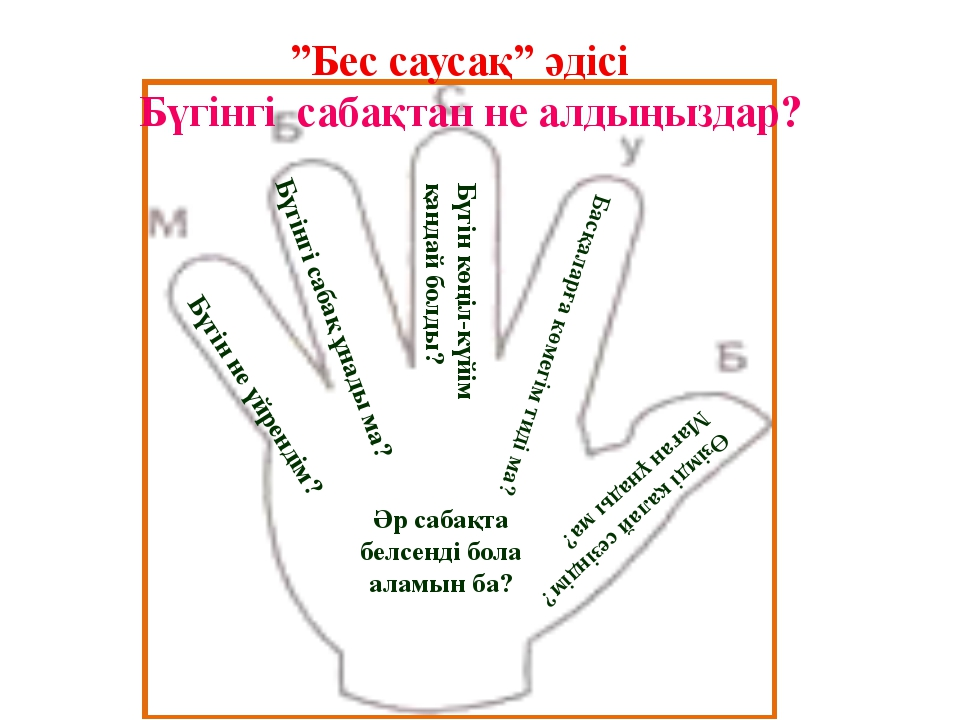 ”Бес саусақ” әдісі
Бүгінгі сабақтан не алдыңыздар?
М
Б
С
У
Б
Бүгін не үйрендім?
Бүгінгі сабақ ұнады ма?
Бүгін көңіл-күйім
қандай болды?
Басқаларға көмегім тиді ма?
Өзімді қалай сезіндім?
Маған ұнады ма?
Әр сабақта
белсенді бола
аламын ба?